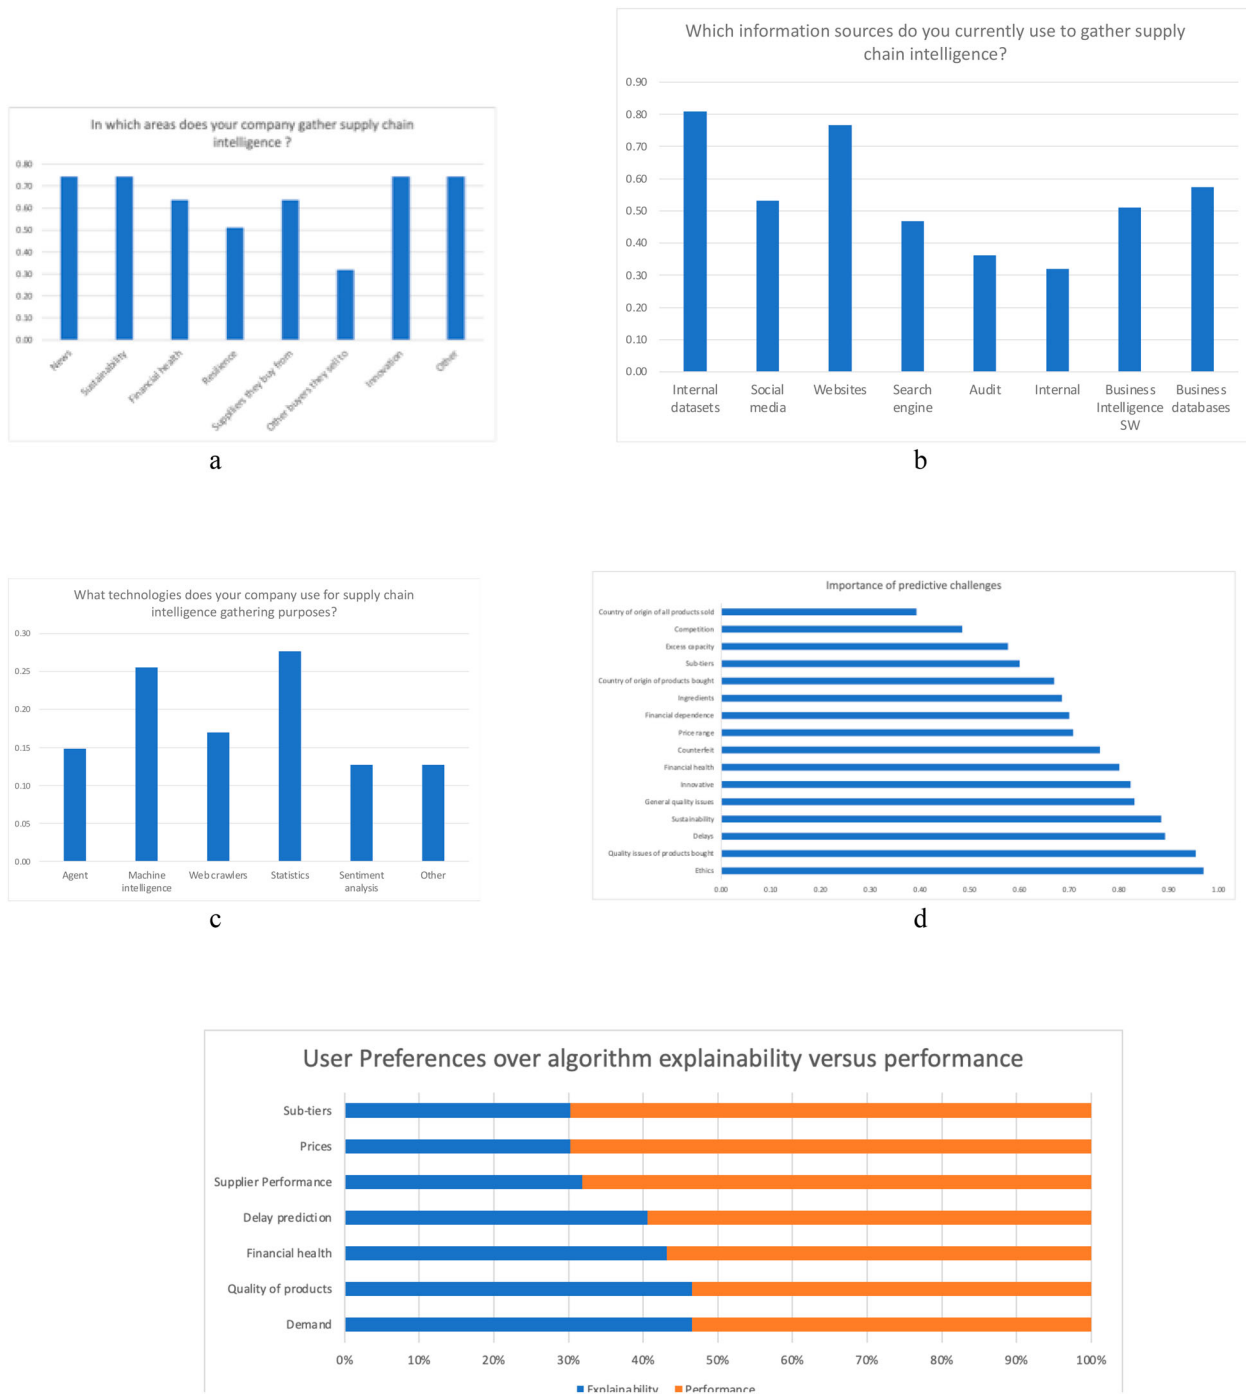 Which information sources do you currently use to gather supply
chain intelligence?
0.90
0.80
0.70
0.60
0.50
0.40
0.30
0.20
0.10
0.00
Internal datasets
Social media
Websites
Search engine
Audit
Internal
Business Intelligence SW
Business databases
b
In which areas does your company gather supply chain
intelligence ?
0.80
0.70
0.60
0.50
0.40
0.30
0.20
0.10
0.00
News
Sustainability
Financial health
Resilience
Suppliers they buy from
Other buyers they sell to
Innovation
Other
a
What technologies does your company use for supply chain
intelligence gathering purposes?
0.30
0.25
0.20
0.15
0.10
0.05
0.00
Agent
Machine intelligence
Web crawlers
Statistics
Sentiment analysis
Other
c
Importance of predictive challenges
Country of origin of all products sold
Competition
Excess capacity
Sub-tiers
Country of origin of products bought
Ingredients
Financial dependence
Price range
Counterfeit
Financial health
Innovative
General quality issues
Sustainability
Delays
Quality issues of products bought
Ethics
0.00 0.10 0.20 0.30 0.40 0.50 0.60 0.70 0.80 0.90 1.00
d
User Preferences over algorithm explainability versus performance
Sub-tiers
Prices
Supplier Performance
Delay prediction
Financial health
Quality of products
Demand
0% 10% 20% 30% 40% 50% 60% 70% 80% 90% 100%
Explainability Performance